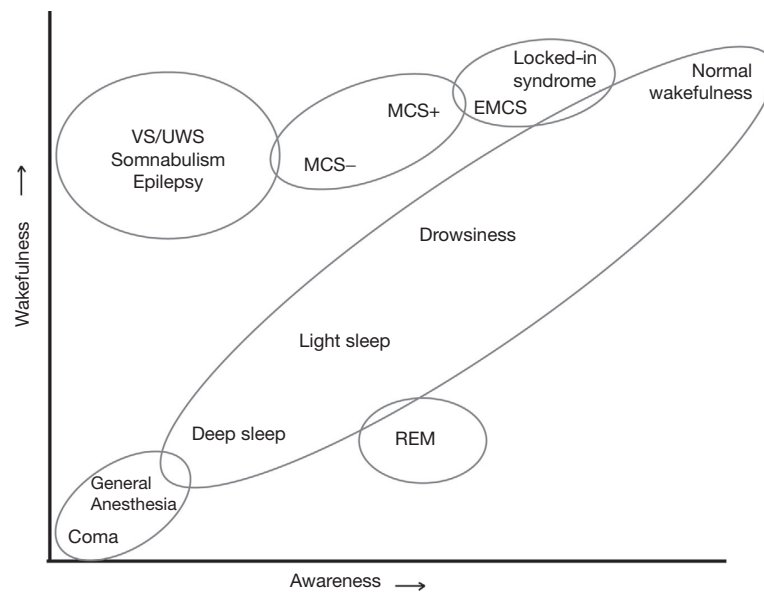 Locked-in
syndrome
Normal
wakefulness
MCS+
EMCS
VS/UWS
Somnabulism
Epilepsy
MCS–
Drowsiness
Wakefulness →
Light sleep
Deep sleep
REM
General
Anesthesia
Coma
Awareness →